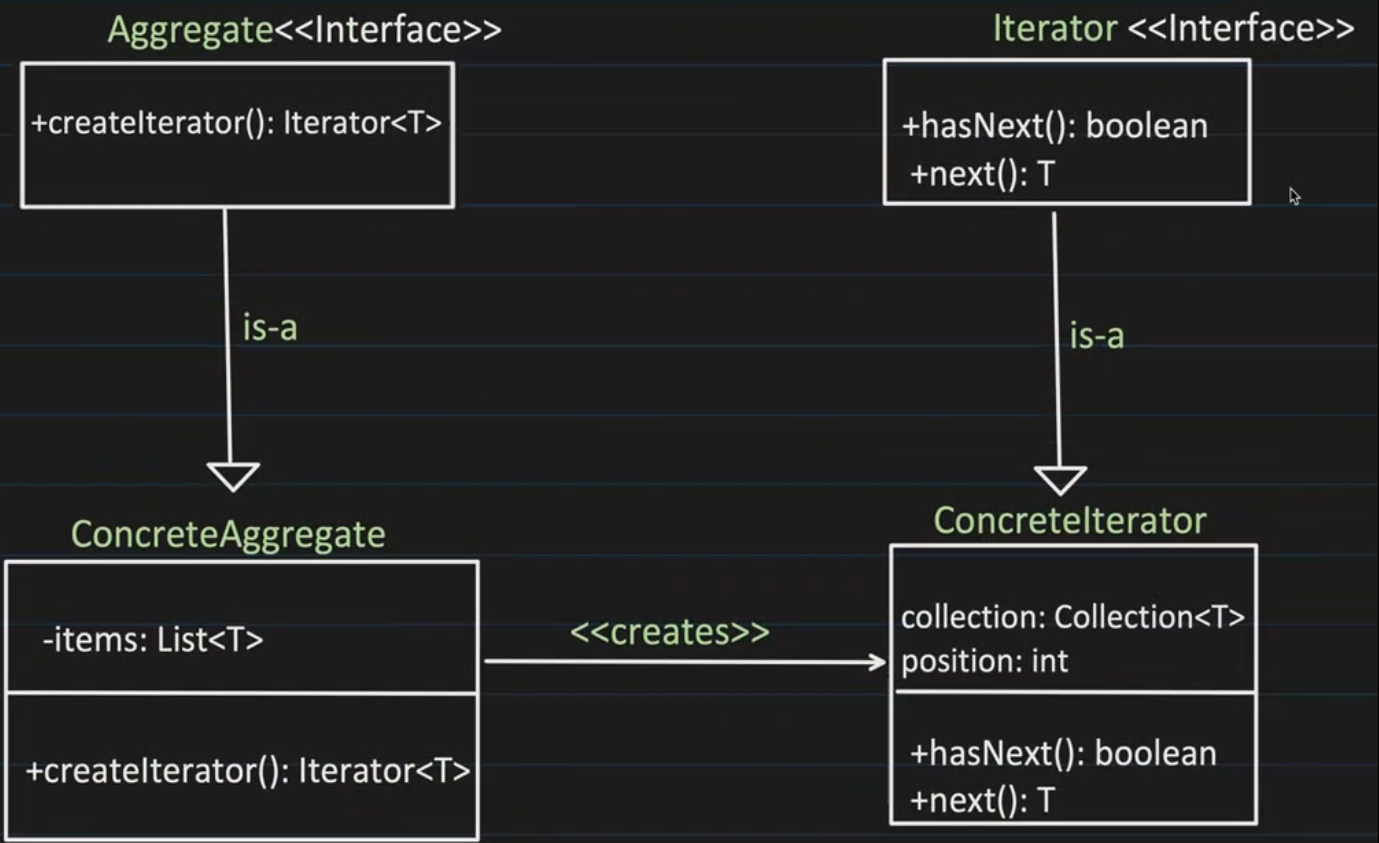 Aggregate<<Interface>>
+createIterator(): Iterator<T>
Iterator <<Interface>>
+hasNext(): boolean
+next(): T
is-a
is-a
ConcreteAggregate
-items: List<T>
+createIterator(): Iterator<T>
<<creates>>
ConcreteIterator
collection: Collection<T>
position: int
+hasNext(): boolean
+next(): T